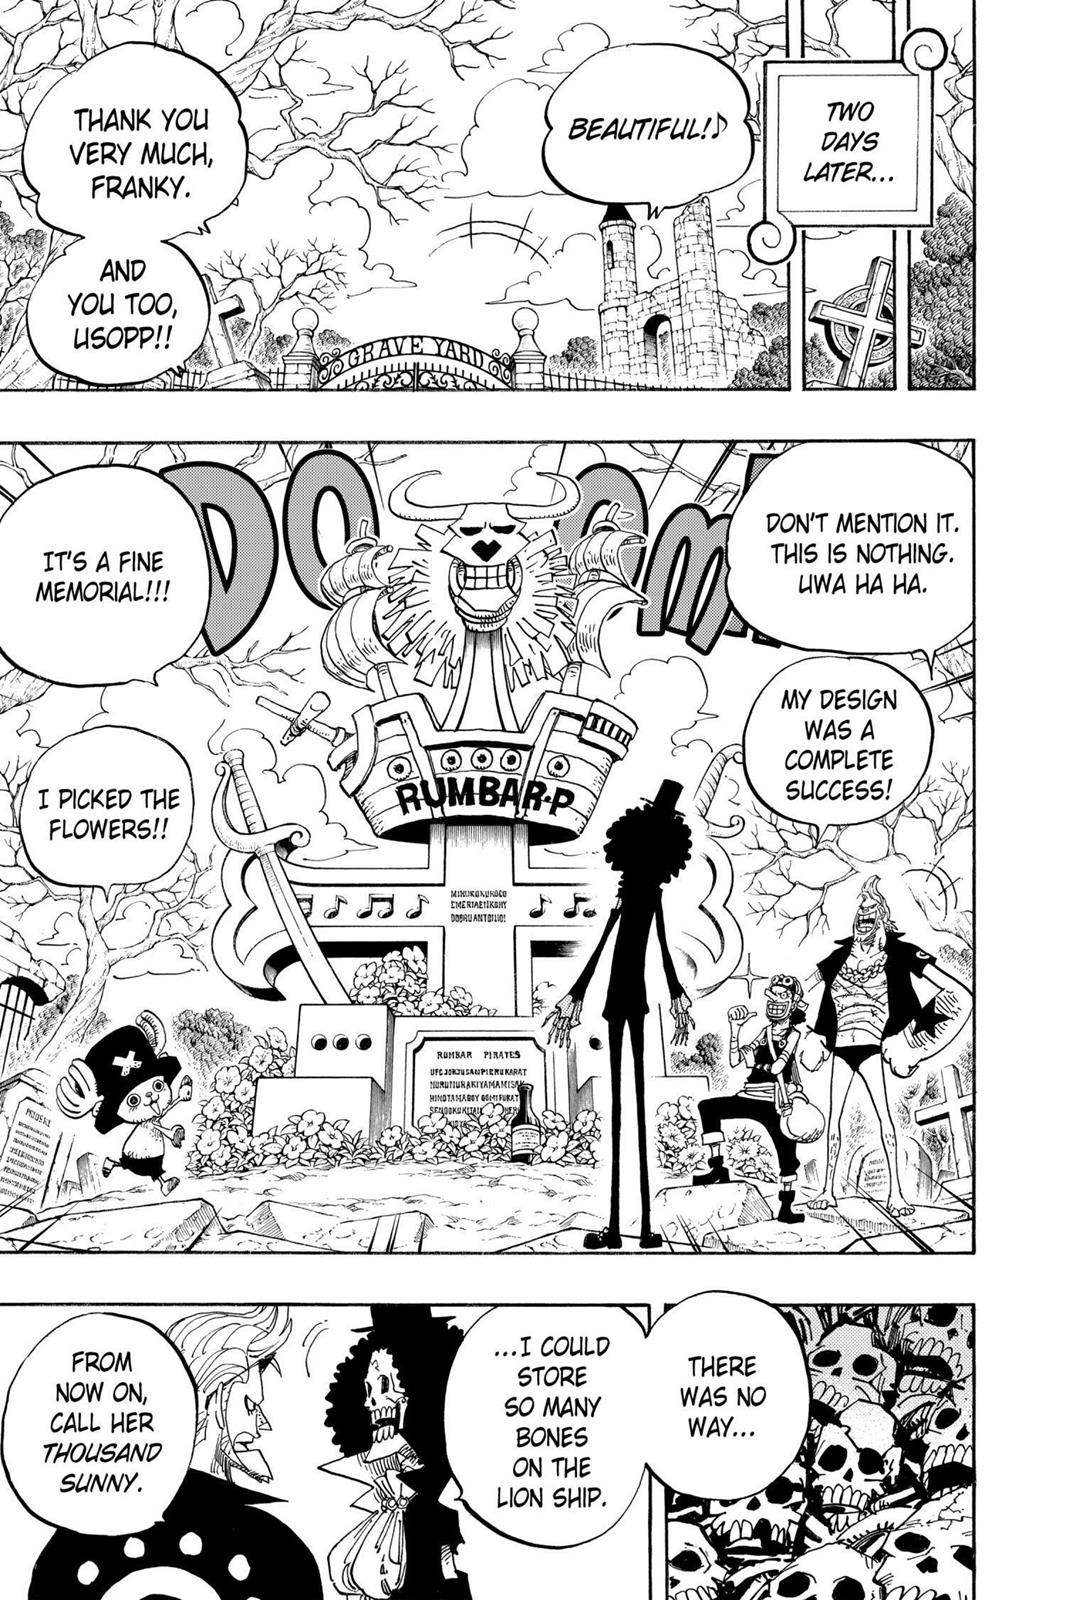 TWO
DAYS
LATER...
BEAUTIFUL!♪
THANK YOU
VERY MUCH,
FRANKY.
AND
YOU TOO,
USOPP!!
GRAVE YARD
DON'T MENTION IT.
THIS IS NOTHING.
UWA HA HA.
MY DESIGN
WAS A
COMPLETE
SUCCESS!
IT'S A FINE
MEMORIAL!!!
I PICKED THE
FLOWERS!!
RUMBAR·P
RUMBAR PIRATES
THERE
WAS NO
WAY...
...I COULD
STORE
SO MANY
BONES
ON THE
LION SHIP.
FROM
NOW ON,
CALL HER
THOUSAND
SUNNY.